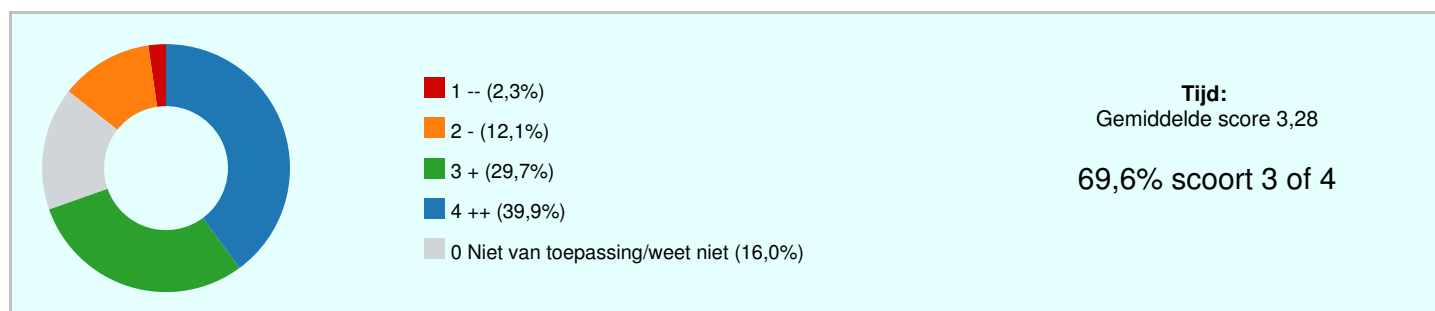 1 -- (2,3%)
2 - (12,1%)
3 + (29,7%)
4 ++ (39,9%)
0 Niet van toepassing/weet niet (16,0%)
Tijd:
Gemiddelde score 3,28
69,6% scoort 3 of 4